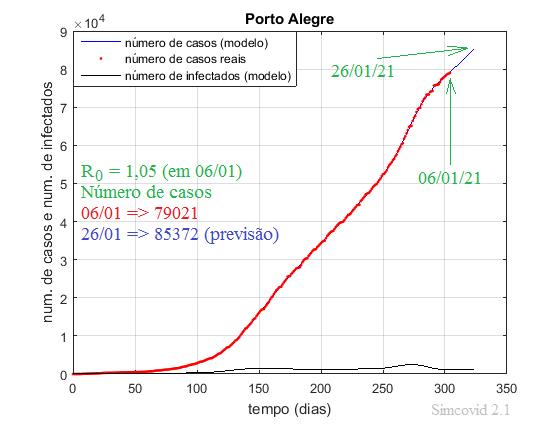 Porto Alegre
×10⁴
número de casos (modelo)
número de casos reais
número de infectados (modelo)
26/01/21
06/01/21
R₀ = 1,05 (em 06/01)
Número de casos
06/01 => 79021
26/01 => 85372 (previsão)
num. de casos e num. de infectados
9
8
7
6
5
4
3
2
1
0
0 50 100 150 200 250 300 350
tempo (dias)
Simcovid 2.1